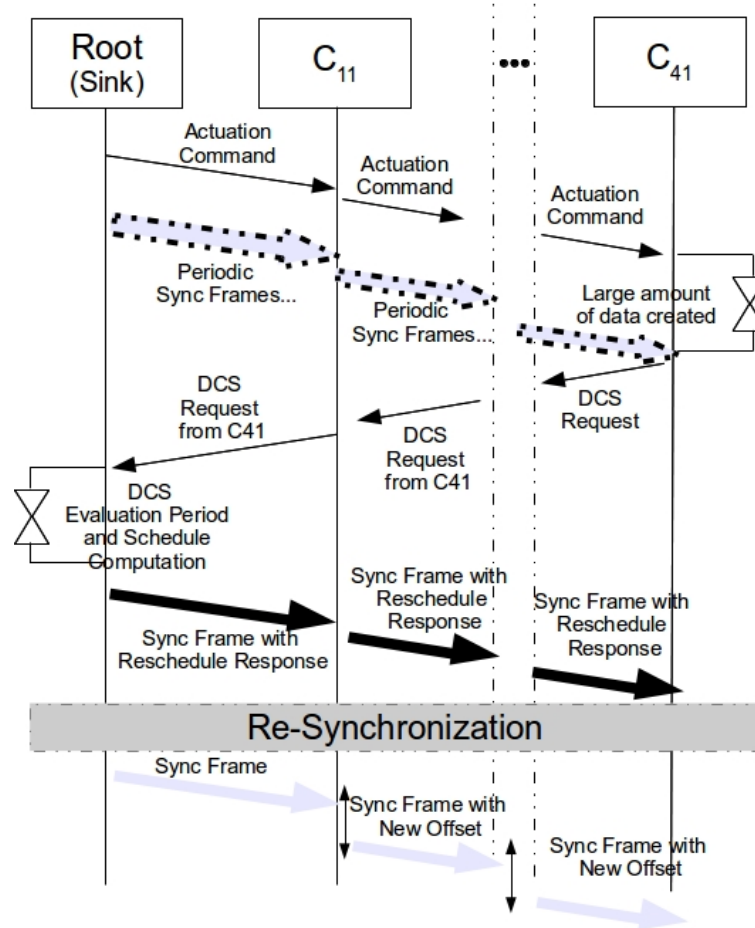 Root
(Sink)
C11
...
C41
Actuation
Command
Actuation
Command
Actuation
Command
Periodic
Sync Frames...
Periodic
Sync Frames...
Large amount
of data created
DCS
Request
from C41
DCS
Request
from C41
DCS
Request
DCS
Evaluation Period
and Schedule
Computation
Sync Frame with
Reschedule Response
Sync Frame with
Reschedule
Response
Sync Frame with
Reschedule
Response
Re-Synchronization
Sync Frame
Sync Frame with
New Offset
Sync Frame with
New Offset